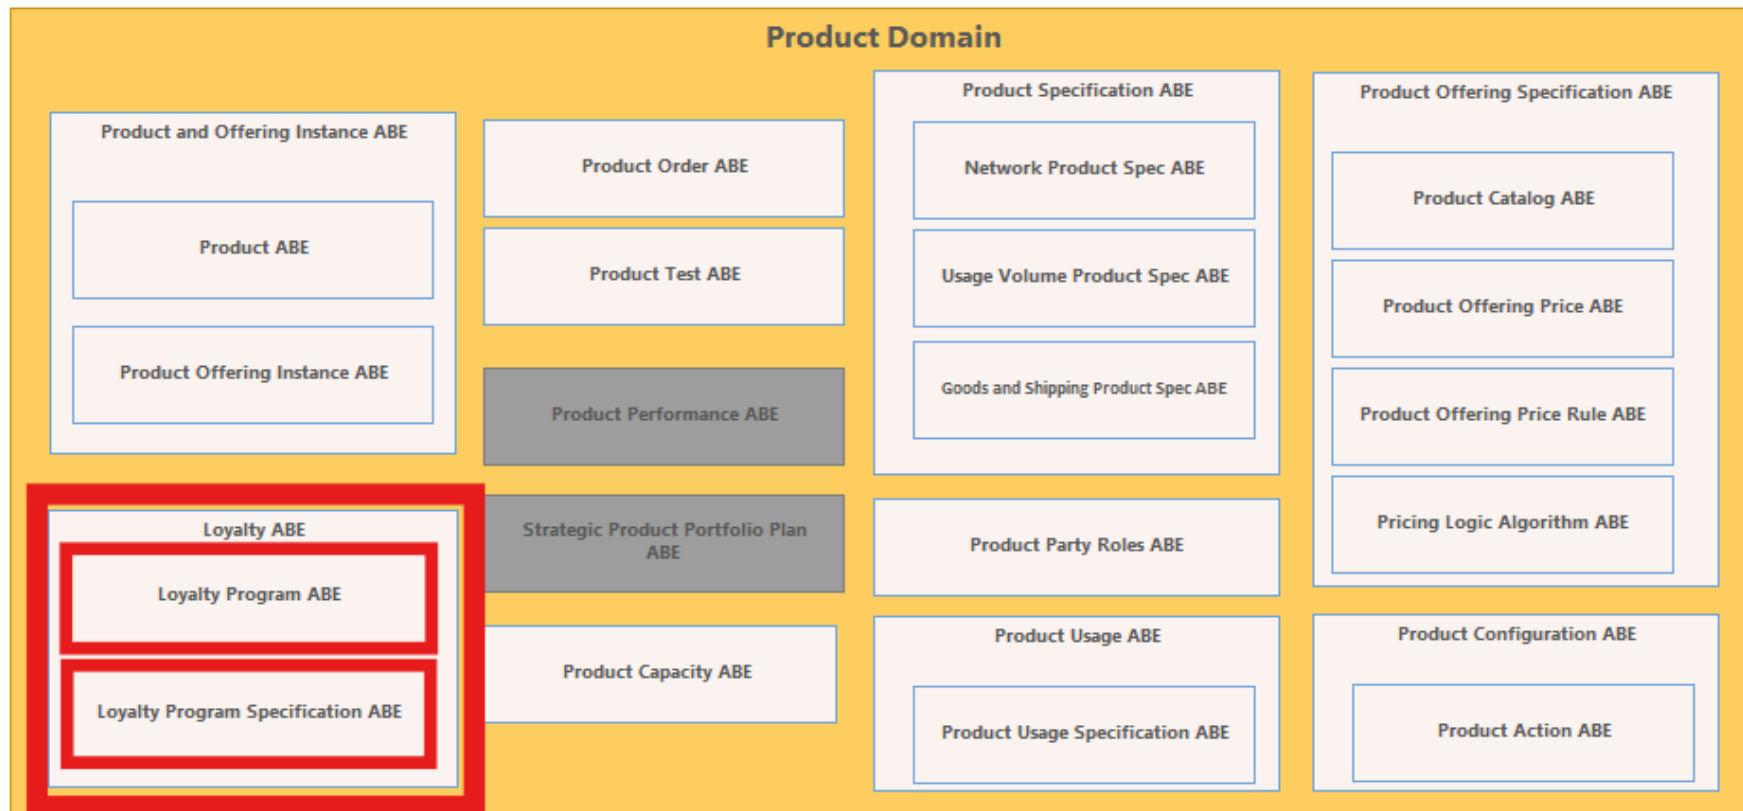 Product Domain
Product and Offering Instance ABE
Product ABE
Product Offering Instance ABE
Loyalty ABE
Loyalty Program ABE
Loyalty Program Specification ABE
Product Order ABE
Product Test ABE
Product Performance ABE
Strategic Product Portfolio Plan
ABE
Product Capacity ABE
Product Specification ABE
Network Product Spec ABE
Usage Volume Product Spec ABE
Goods and Shipping Product Spec ABE
Product Party Roles ABE
Product Usage ABE
Product Usage Specification ABE
Product Offering Specification ABE
Product Catalog ABE
Product Offering Price ABE
Product Offering Price Rule ABE
Pricing Logic Algorithm ABE
Product Configuration ABE
Product Action ABE